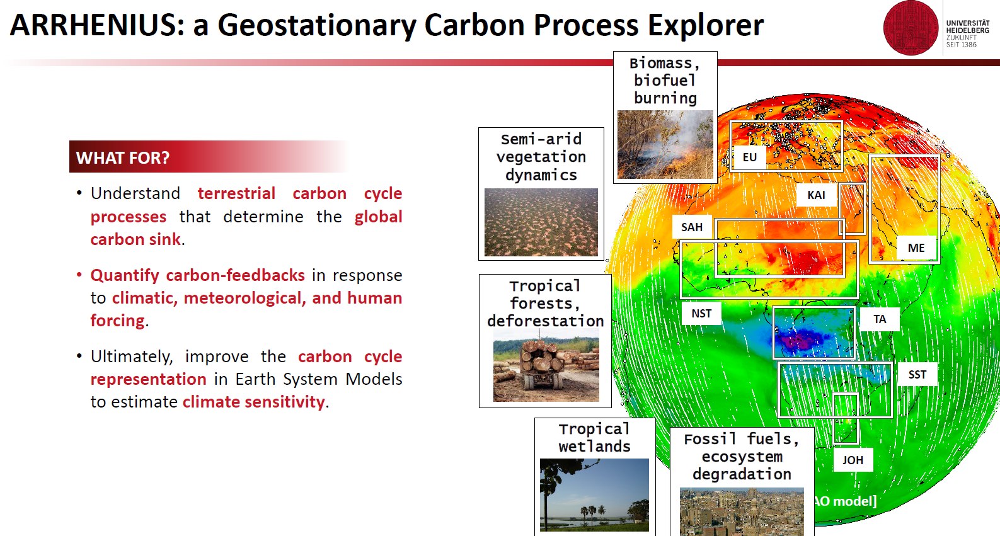 ARRHENIUS: a Geostationary Carbon Process Explorer
UNIVERSITÄT
HEIDELBERG
ZUKUNFT
SEIT 1386
WHAT FOR?
• Understand terrestrial carbon cycle
processes that determine the global
carbon sink.
• Quantify carbon-feedbacks in response
to climatic, meteorological, and human
forcing.
• Ultimately, improve the carbon cycle
representation in Earth System Models
to estimate climate sensitivity.
Biomass,
biofuel
burning
Semi-arid
vegetation
dynamics
Tropical
forests,
deforestation
Tropical
wetlands
Fossil fuels,
ecosystem
degradation
EU
KAI
SAH
ME
NST
TA
SST
JOH
AO model]